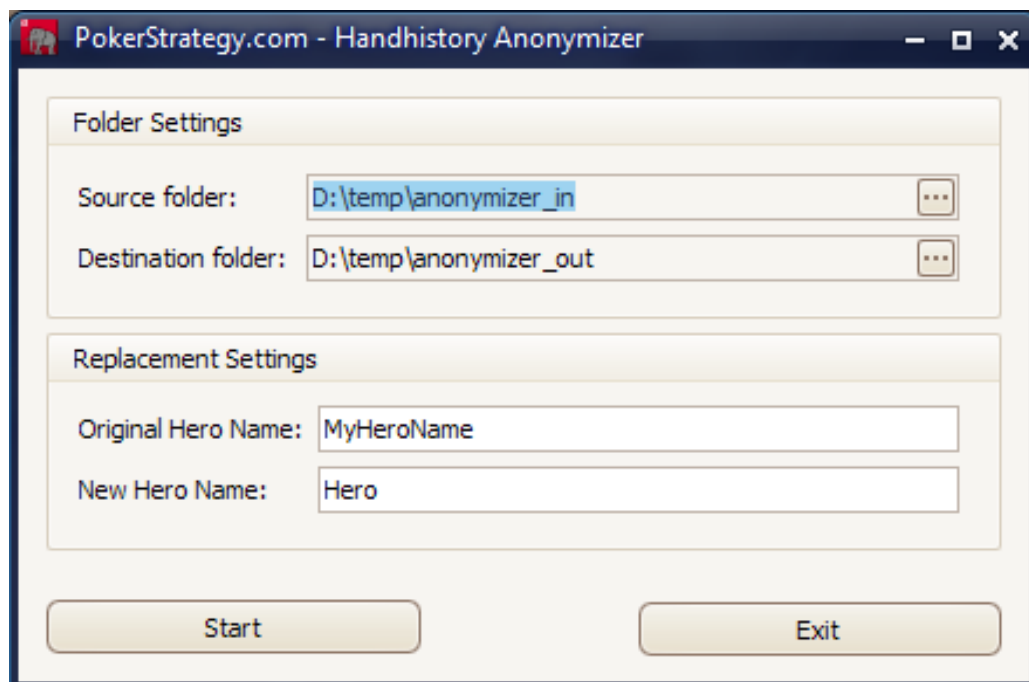 PokerStrategy.com - Handhistory Anonymizer
Folder Settings
Source folder: D:\temp\anonymizer_in ...
Destination folder: D:\temp\anonymizer_out ...
Replacement Settings
Original Hero Name: MyHeroName
New Hero Name: Hero
Start Exit